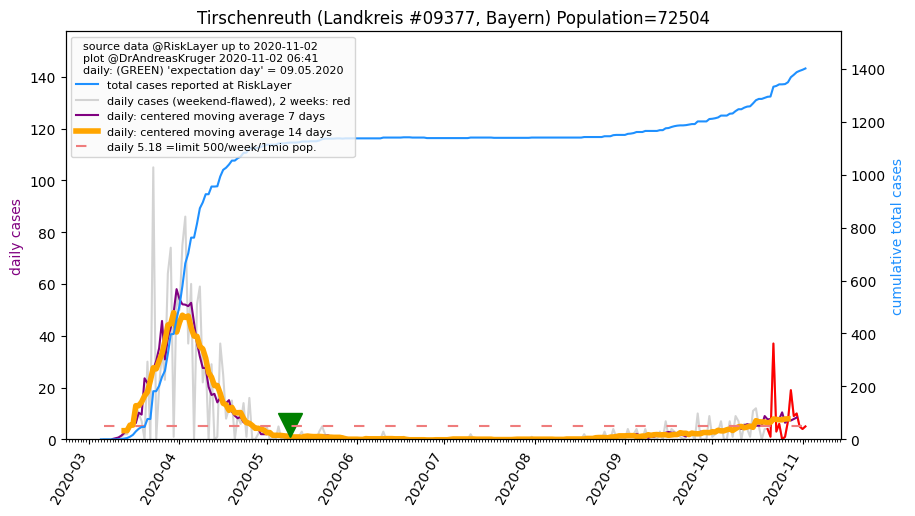 Tirschenreuth (Landkreis #09377, Bayern) Population=72504
source data @RiskLayer up to 2020-11-02
plot @DrAndreasKruger 2020-11-02 06:41
daily: (GREEN) 'expectation day' = 09.05.2020
total cases reported at RiskLayer
daily cases (weekend-flawed), 2 weeks: red
daily: centered moving average 7 days
daily: centered moving average 14 days
daily 5.18 =limit 500/week/1mio pop.
daily cases
140
120
100
80
60
40
20
0
cumulative total cases
1400
1200
1000
800
600
400
200
0
2020-03
2020-04
2020-05
2020-06
2020-07
2020-08
2020-09
2020-10
2020-11